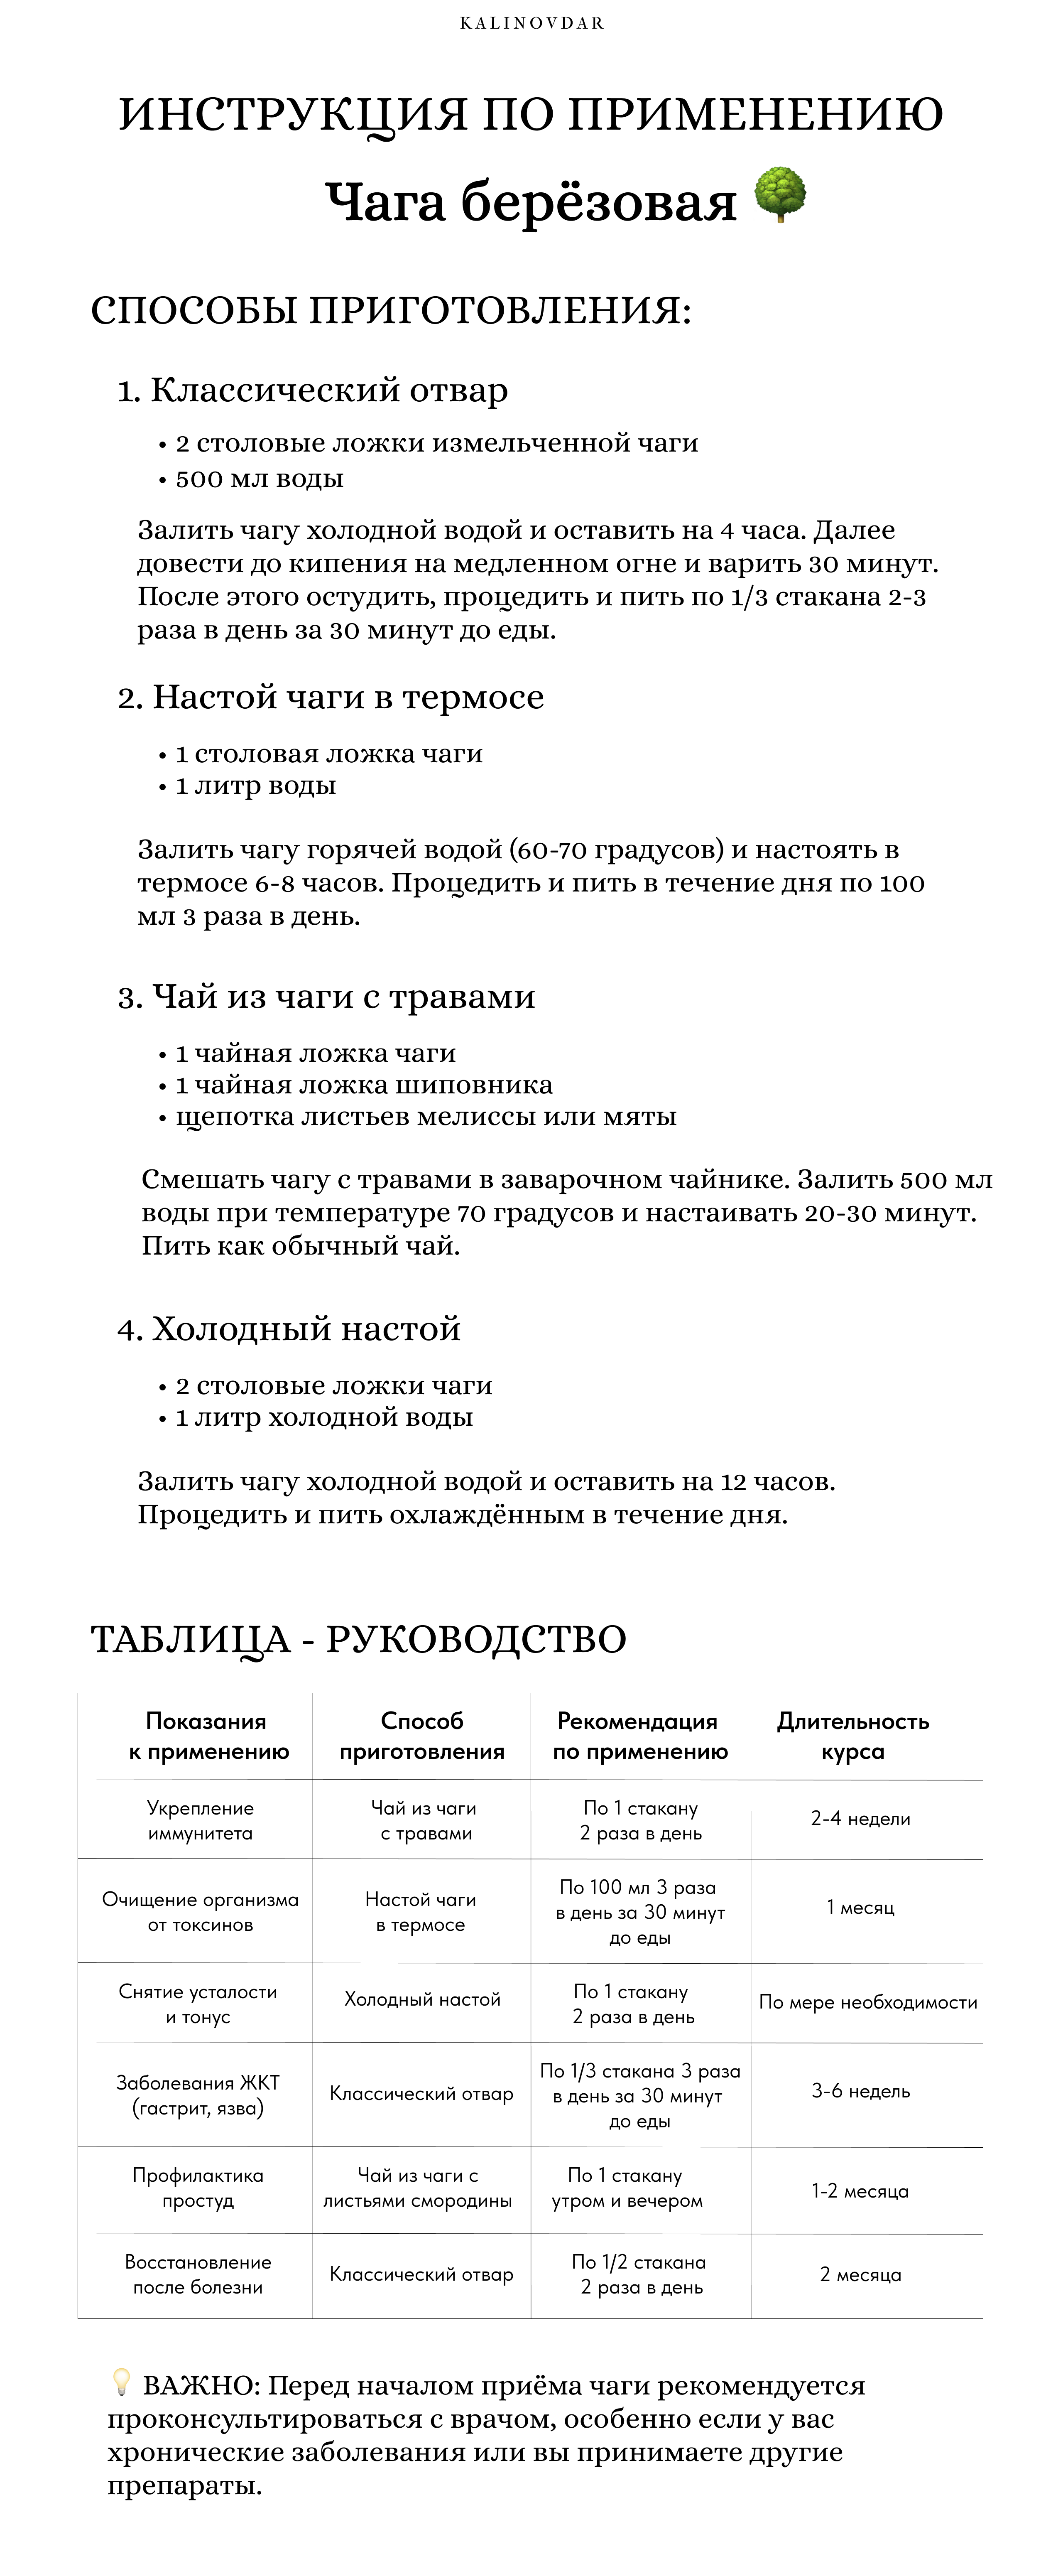 KALINOVDAR
ИНСТРУКЦИЯ ПО ПРИМЕНЕНИЮ
Чага берёзовая
СПОСОБЫ ПРИГОТОВЛЕНИЯ:
1. Классический отвар
• 2 столовые ложки измельченной чаги
• 500 мл воды
Залить чагу холодной водой и оставить на 4 часа. Далее
довести до кипения на медленном огне и варить 30 минут.
После этого остудить, процедить и пить по 1/3 стакана 2-3
раза в день за 30 минут до еды.
2. Настой чаги в термосе
• 1 столовая ложка чаги
• 1 литр воды
Залить чагу горячей водой (60-70 градусов) и настоять в
термосе 6-8 часов. Процедить и пить в течение дня по 100
мл 3 раза в день.
3. Чай из чаги с травами
• 1 чайная ложка чаги
• 1 чайная ложка шиповника
• щепотка листьев мелиссы или мяты
Смешать чагу с травами в заварочном чайнике. Залить 500 мл
воды при температуре 70 градусов и настаивать 20-30 минут.
Пить как обычный чай.
4. Холодный настой
• 2 столовые ложки чаги
• 1 литр холодной воды
Залить чагу холодной водой и оставить на 12 часов.
Процедить и пить охлаждённым в течение дня.
ТАБЛИЦА - РУКОВОДСТВО
Показания
к применению
Способ
приготовления
Рекомендация
по применению
Длительность
курса
Укрепление
иммунитета
Чай из чаги
с травами
По 1 стакану
2 раза в день
2-4 недели
Очищение организма
от токсинов
Настой чаги
в термосе
По 100 мл 3 раза
в день за 30 минут
до еды
1 месяц
Снятие усталости
и тонус
Холодный настой
По 1 стакану
2 раза в день
По мере необходимости
Заболевания ЖКТ
(гастрит, язва)
Классический отвар
По 1/3 стакана 3 раза
в день за 30 минут
до еды
3-6 недель
Профилактика
простуд
Чай из чаги с
листьями смородины
По 1 стакану
утром и вечером
1-2 месяца
Восстановление
после болезни
Классический отвар
По 1/2 стакана
2 раза в день
2 месяца
ВАЖНО: Перед началом приёма чаги рекомендуется
проконсультироваться с врачом, особенно если у вас
хронические заболевания или вы принимаете другие
препараты.